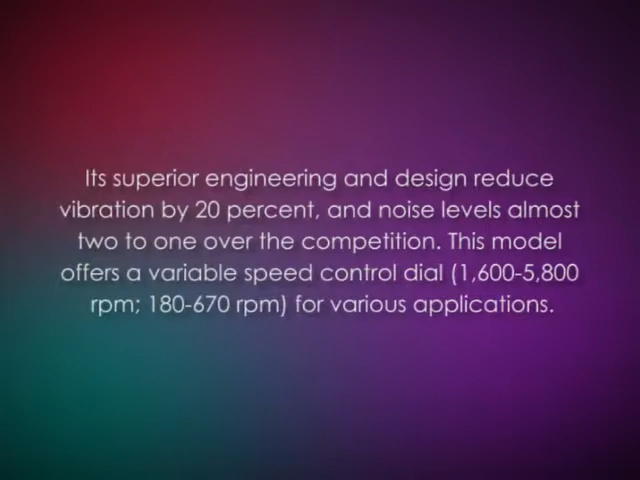 Its superior engineering and design reduce
vibration by 20 percent, and noise levels almost
two to one over the competition. This model
offers a variable speed control dial (1,600-5,800
rpm; 180-670 rpm) for various applications.